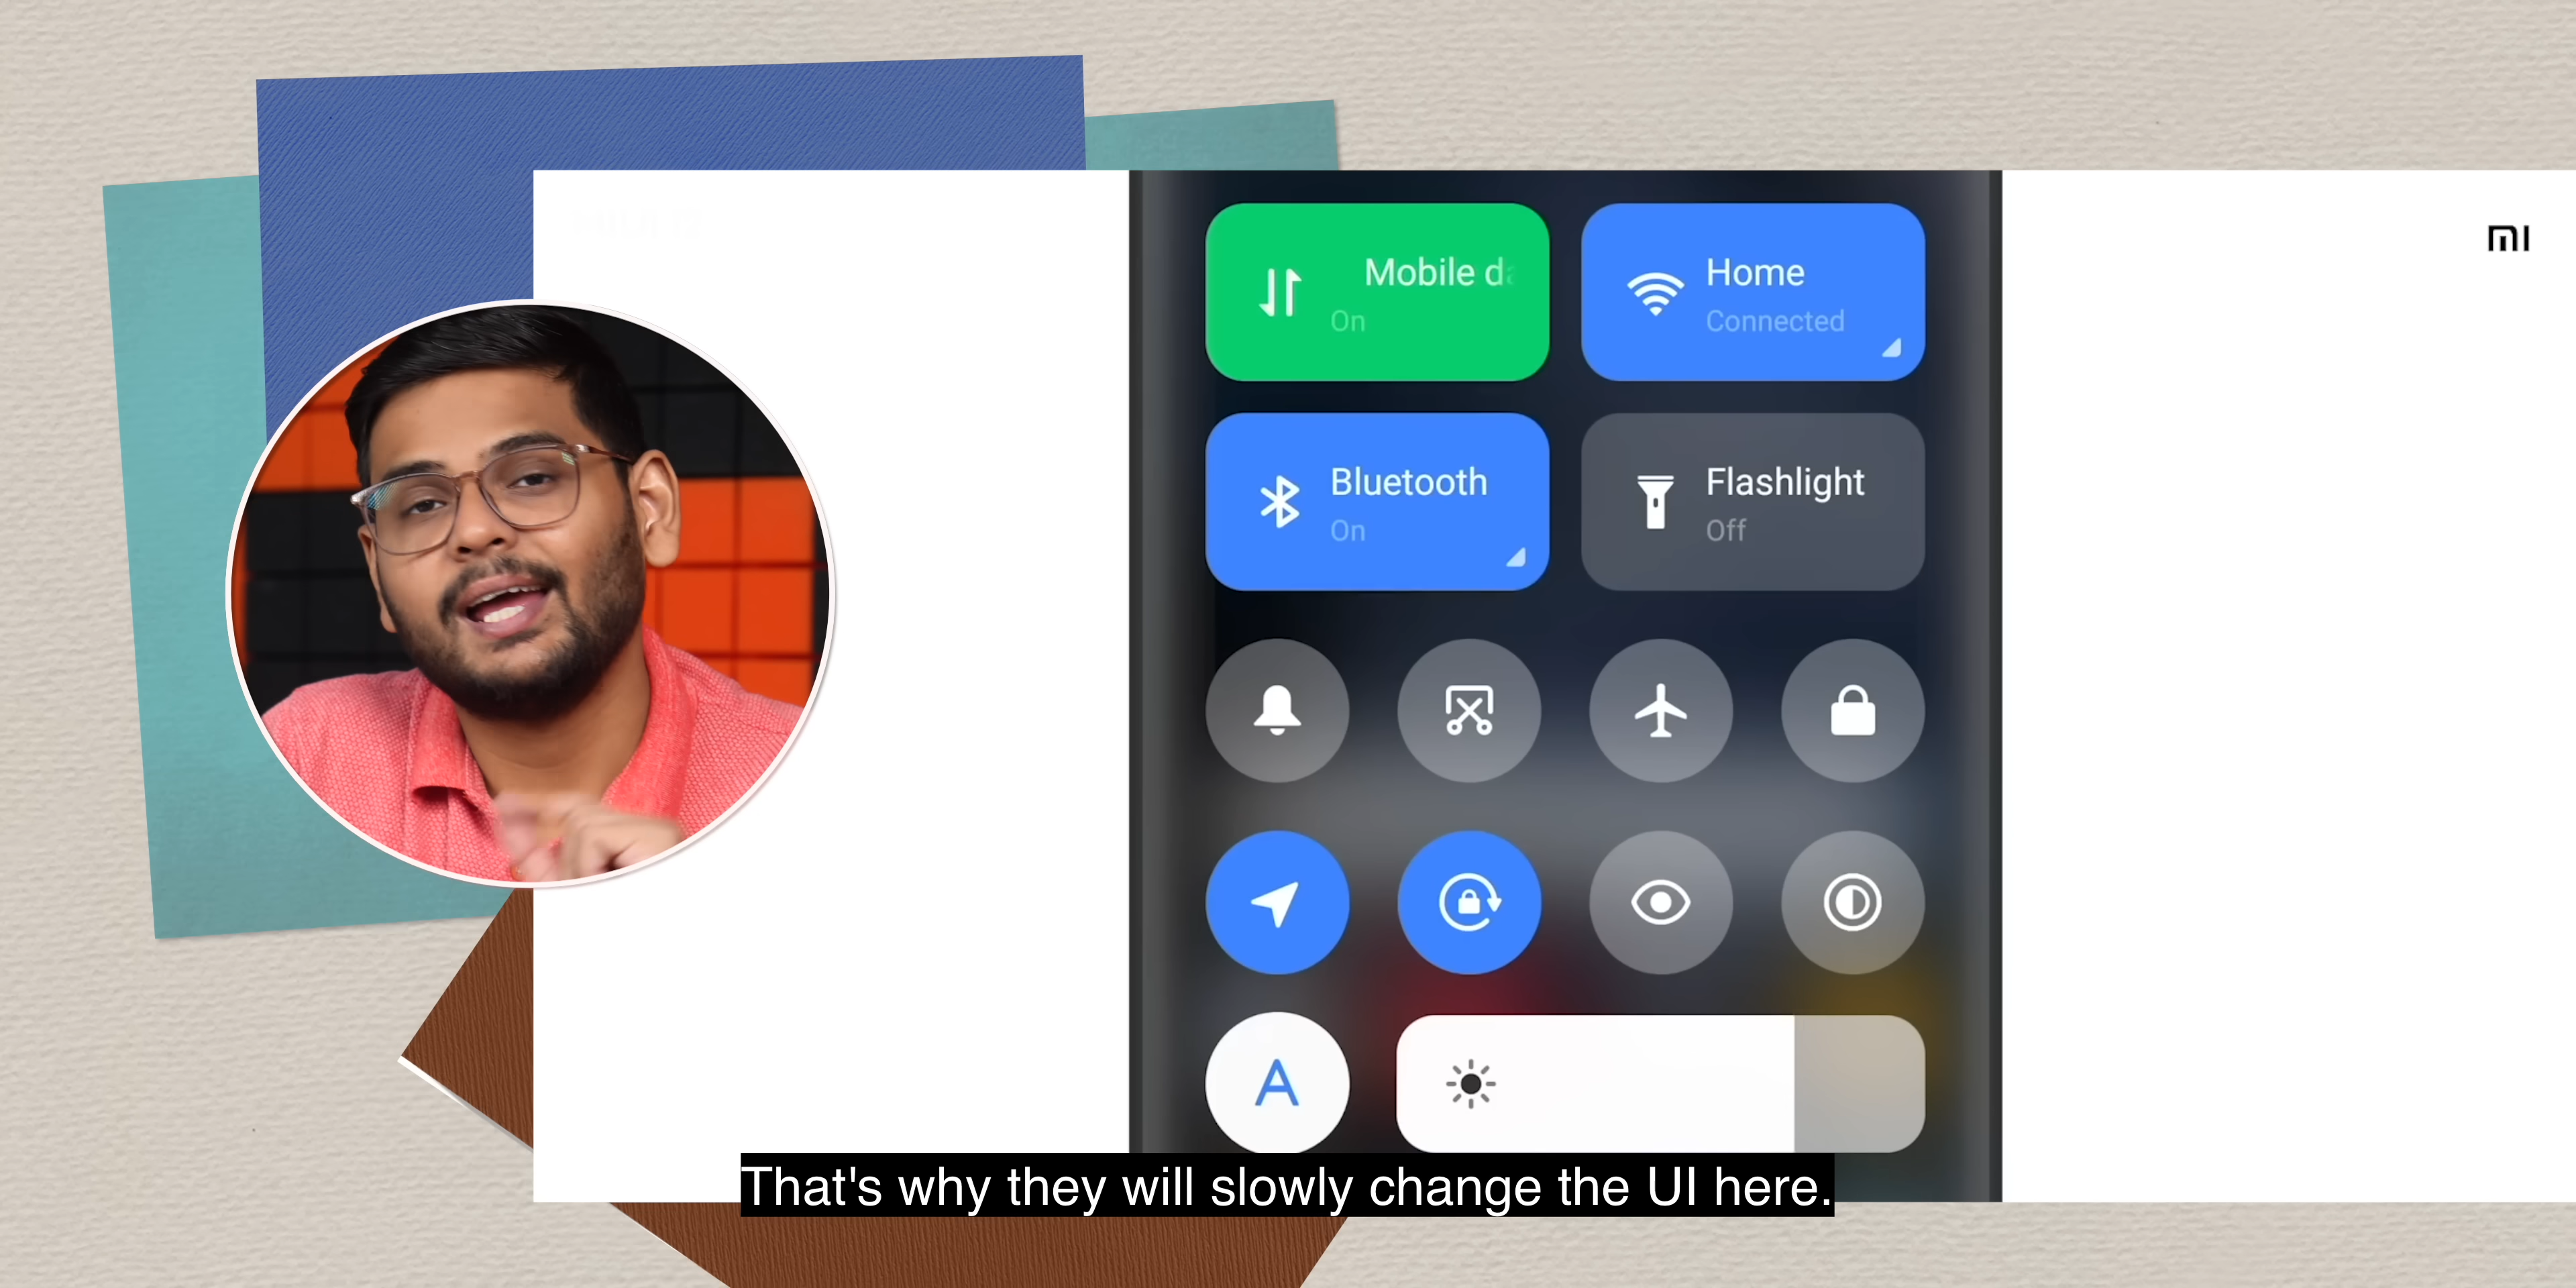 mi
Mobile d
On
Home
Connected
Bluetooth
On
Flashlight
Off
A
That's why they will slowly change the UI here.